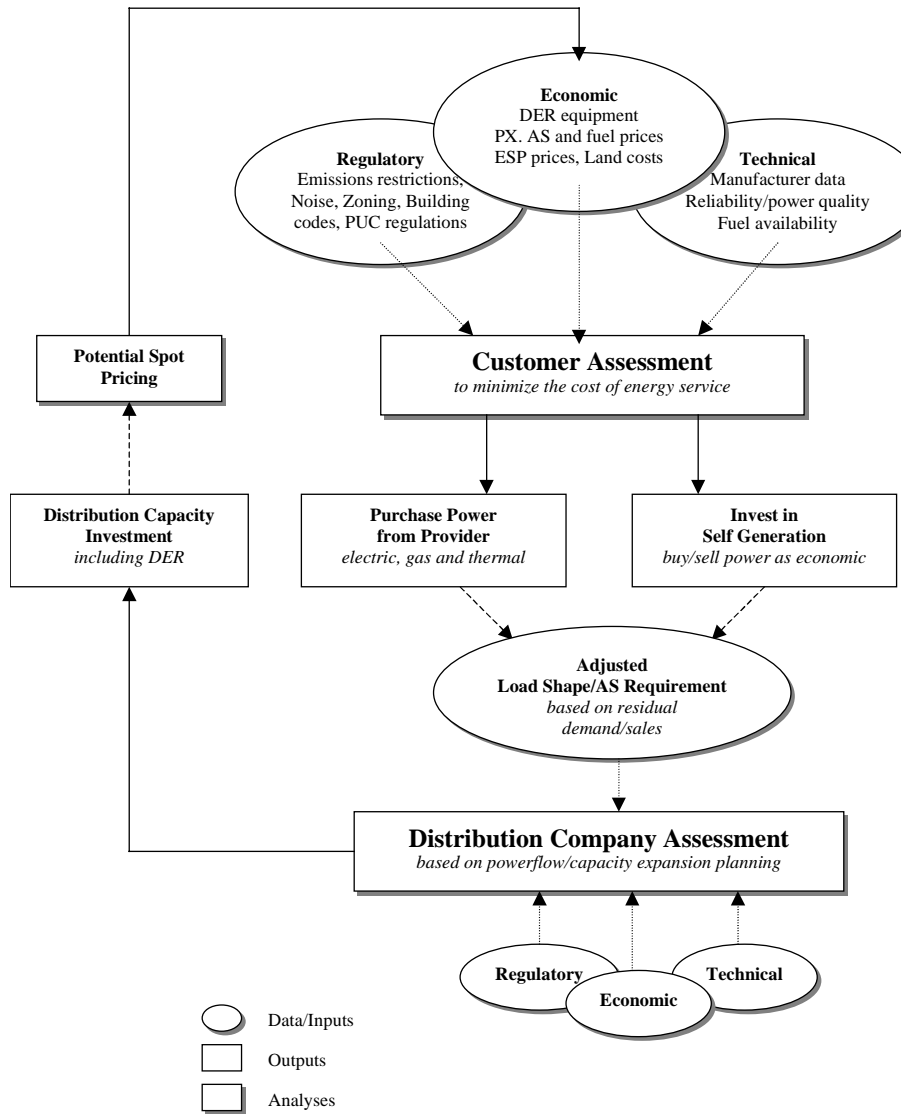 Economic
DER equipment
PX. AS and fuel prices
ESP prices, Land costs
Regulatory
Emissions restrictions,
Noise, Zoning, Building
codes, PUC regulations
Technical
Manufacturer data
Reliability/power quality
Fuel availability
Potential Spot
Pricing
Customer Assessment
to minimize the cost of energy service
Distribution Capacity
Investment
including DER
Purchase Power
from Provider
electric, gas and thermal
Invest in
Self Generation
buy/sell power as economic
Adjusted
Load Shape/AS Requirement
based on residual
demand/sales
Distribution Company Assessment
based on powerflow/capacity expansion planning
Regulatory
Economic
Technical
Data/Inputs
Outputs
Analyses